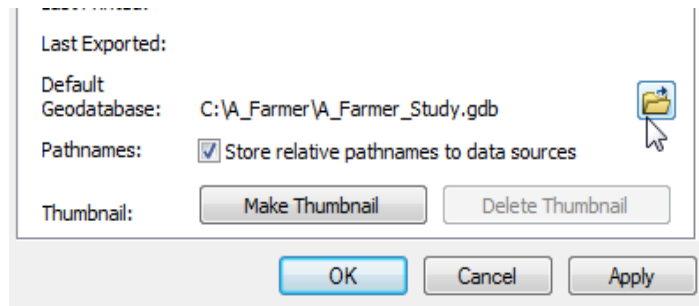 Last Exported:
Default
Geodatabase: C:\A_Farmer\A_Farmer_Study.gdb
Pathnames: Store relative pathnames to data sources
Thumbnail: Make Thumbnail Delete Thumbnail
OK Cancel Apply